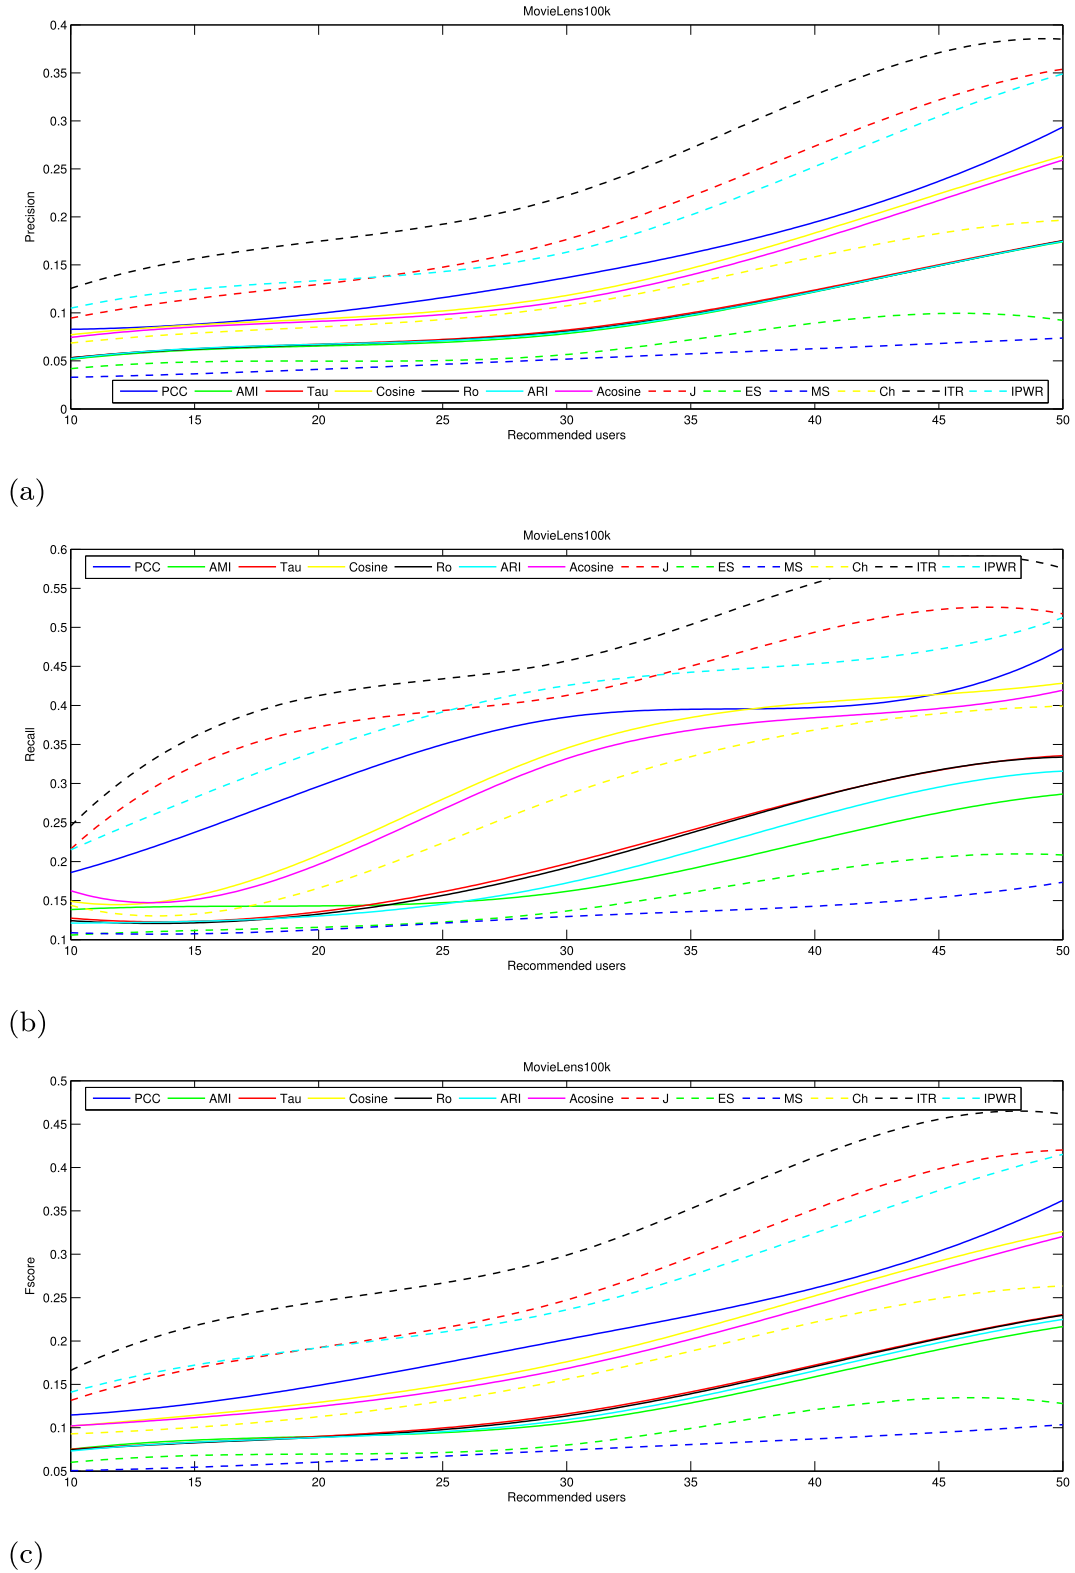 MovieLens100k
0.4
0.35
0.3
0.25
0.2
0.15
0.1
0.05
0
Precision
PCC AMI Tau Cosine Ro ARI Acosine J ES MS Ch ITR IPWR
10 15 20 25 30 35 40 45 50
Recommended users
(a)
MovieLens100k
0.6
0.55
0.5
0.45
0.4
0.35
0.3
0.25
0.2
0.15
0.1
Recall
PCC AMI Tau Cosine Ro ARI Acosine J ES MS Ch ITR IPWR
10 15 20 25 30 35 40 45 50
Recommended users
(b)
MovieLens100k
0.5
0.45
0.4
0.35
0.3
0.25
0.2
0.15
0.1
0.05
Fscore
PCC AMI Tau Cosine Ro ARI Acosine J ES MS Ch ITR IPWR
10 15 20 25 30 35 40 45 50
Recommended users
(c)